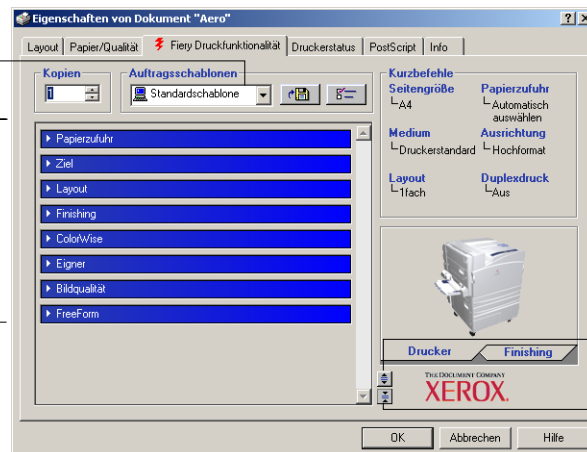 Eigenschaften von Dokument "Aero"
Layout Papier/Qualität Fiery Druckfunktionalität Druckerstatus PostScript Info
Kopien
1
Auftragsschablonen
Standardschablone
Papierzufuhr
Ziel
Layout
Finishing
ColorWise
Eigner
Bildqualität
FreeForm
Kurzbefehle
Seitengröße Papierzufuhr
A4 Automatisch
auswählen
Medium Ausrichtung
Druckerstandard Hochformat
Layout Duplexdruck
1fach Aus
Drucker Finishing
THE DOCUMENT COMPANY
XEROX.
OK Abbrechen Hilfe